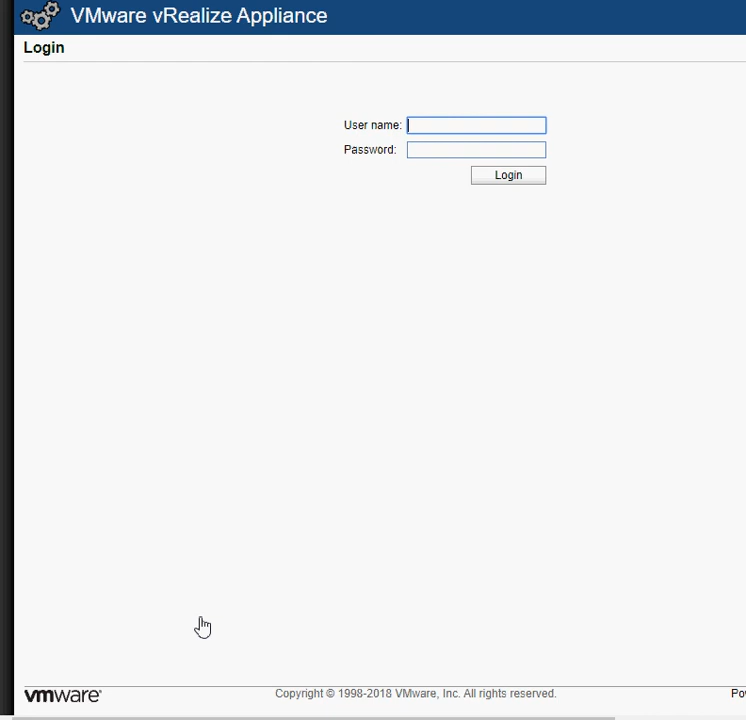 VMware vRealize Appliance
Login
User name:
Password:
Login
vmware
Copyright © 1998-2018 VMware, Inc. All rights reserved.